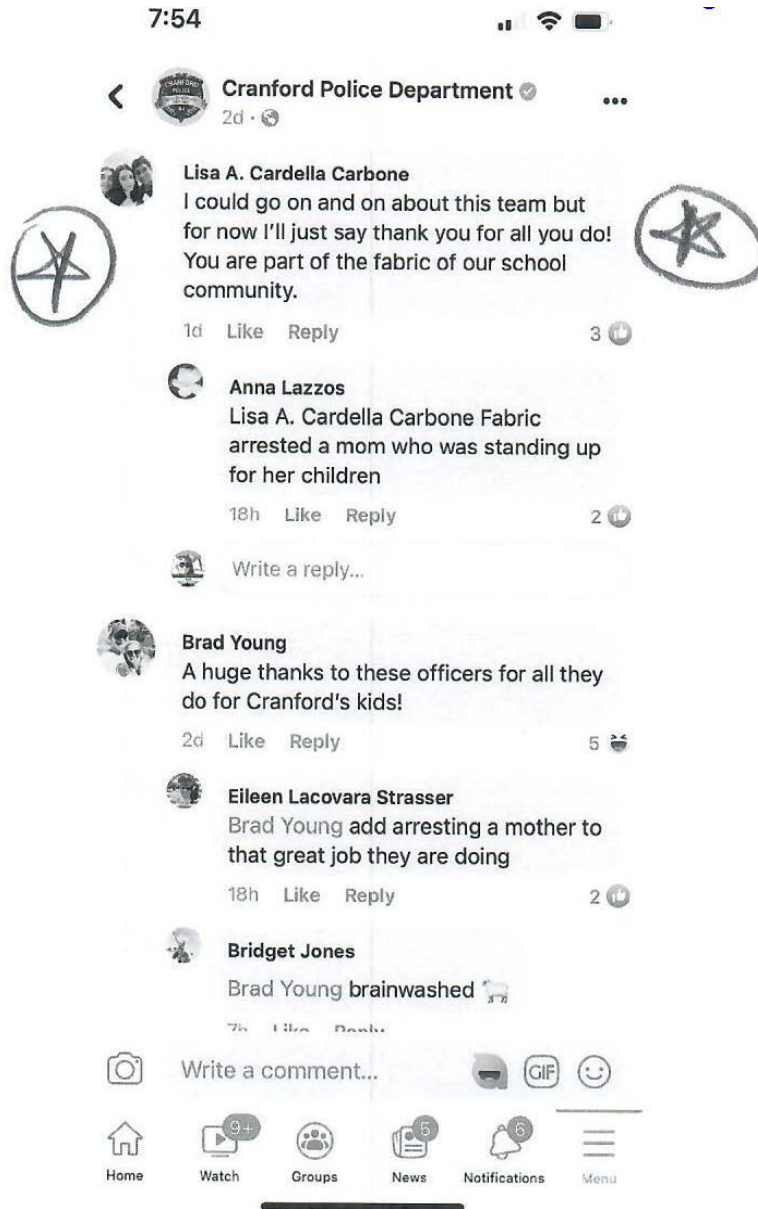 7:54
Cranford Police Department
2d
Lisa A. Cardella Carbone
I could go on and on about this team but
for now I'll just say thank you for all you do!
You are part of the fabric of our school
community.
1d Like Reply 3
Anna Lazzos
Lisa A. Cardella Carbone Fabric
arrested a mom who was standing up
for her children
18h Like Reply 2
Write a reply...
Brad Young
A huge thanks to these officers for all they
do for Cranford's kids!
2d Like Reply 5
Eileen Lacovara Strasser
Brad Young add arresting a mother to
that great job they are doing
18h Like Reply 2
Bridget Jones
Brad Young brainwashed 🐑
7h Like Reply
Write a comment... GIF
9+ 5 6
Home Watch Groups News Notifications Menu